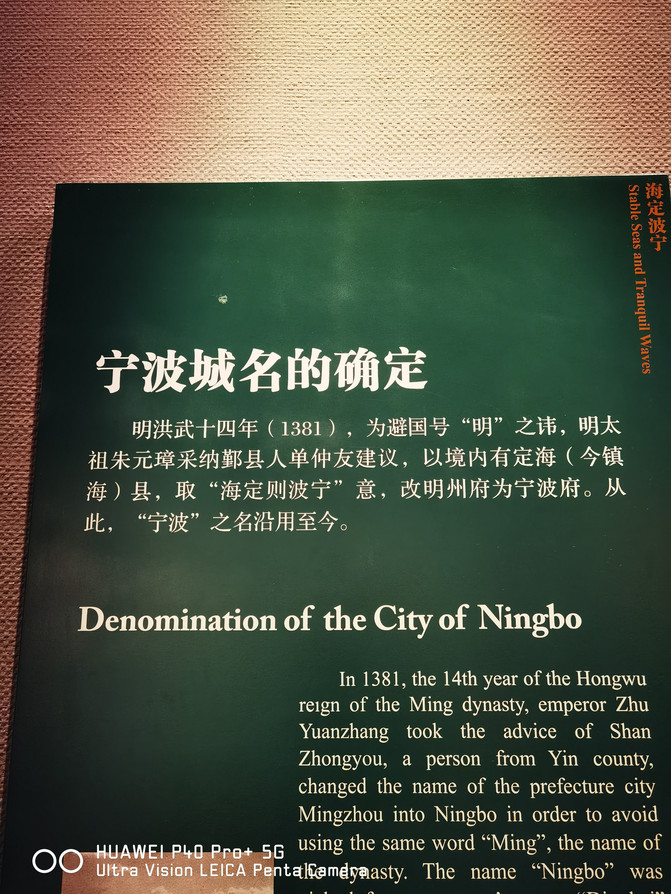 海定波宁
Stable Seas and Tranquil Waves
宁波城名的确定
明洪武十四年（1381），为避国号“明”之讳，明太
祖朱元璋采纳鄞县人单仲友建议，以境内有定海（今镇
海）县，取“海定则波宁”意，改明州府为宁波府。从
此，“宁波”之名沿用至今。
Denomination of the City of Ningbo
In 1381, the 14th year of the Hongwu
reign of the Ming dynasty, emperor Zhu
Yuanzhang took the advice of Shan
Zhongyou, a person from Yin county,
changed the name of the prefecture city
Mingzhou into Ningbo in order to avoid
using the same word “Ming”, the name of
the dynasty. The name “Ningbo” was
HUAWEI P40 Pro+ 5G
Ultra Vision LEICA Penta Camera